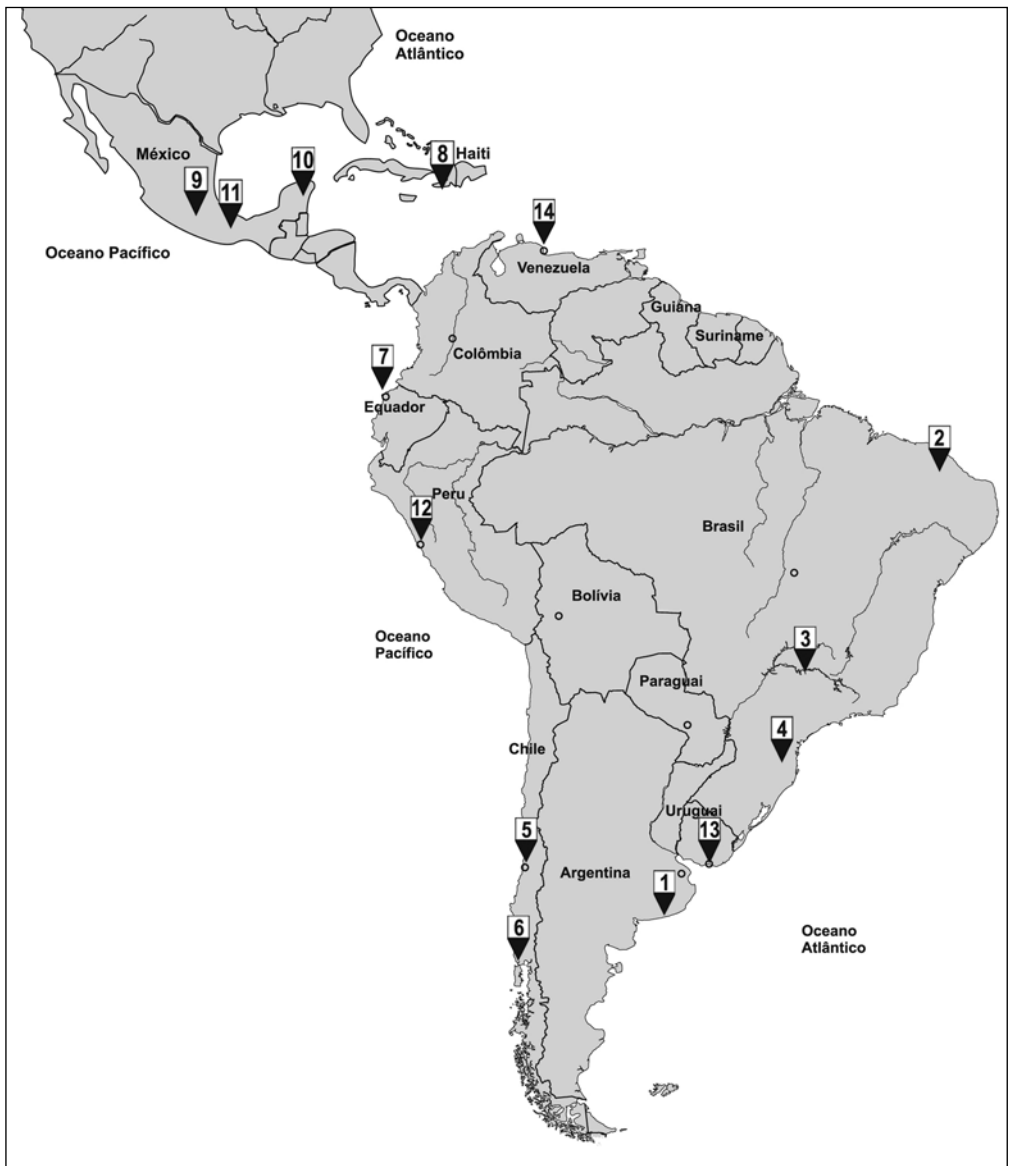 Oceano
Atlântico
México
9
11
10
8
Haiti
Oceano Pacífico
14
Venezuela
Guiana
Suriname
Colômbia
7
Equador
2
Peru
12
Brasil
Bolívia
Oceano
Pacífico
3
Paraguai
4
Chile
Uruguai
5
13
Argentina
1
6
Oceano
Atlântico